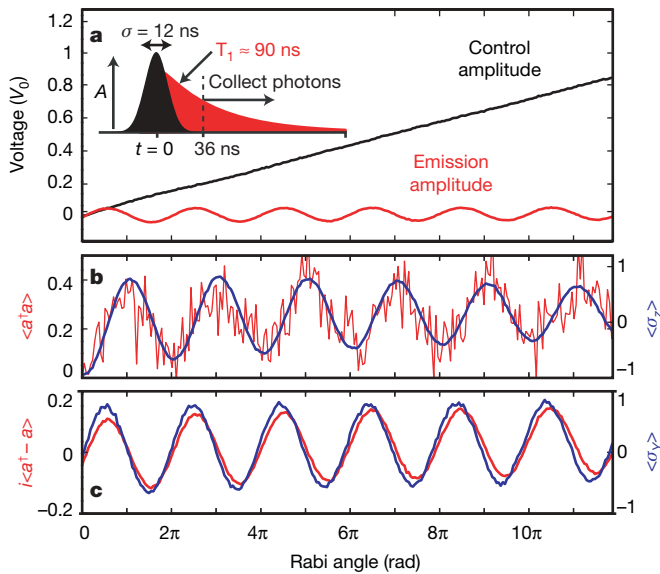 a
σ = 12 ns
T₁ ≈ 90 ns
Collect photons
A
t = 0
36 ns
Control
amplitude
Emission
amplitude
Voltage (V₀)
1.2
1
0.8
0.6
0.4
0.2
0
b
<a†a>
0.4
0.2
0
1
0
−1
<σz>
c
i<a† − a>
0.2
0
−0.2
1
0
−1
<σY>
0 2π 4π 6π 8π 10π
Rabi angle (rad)